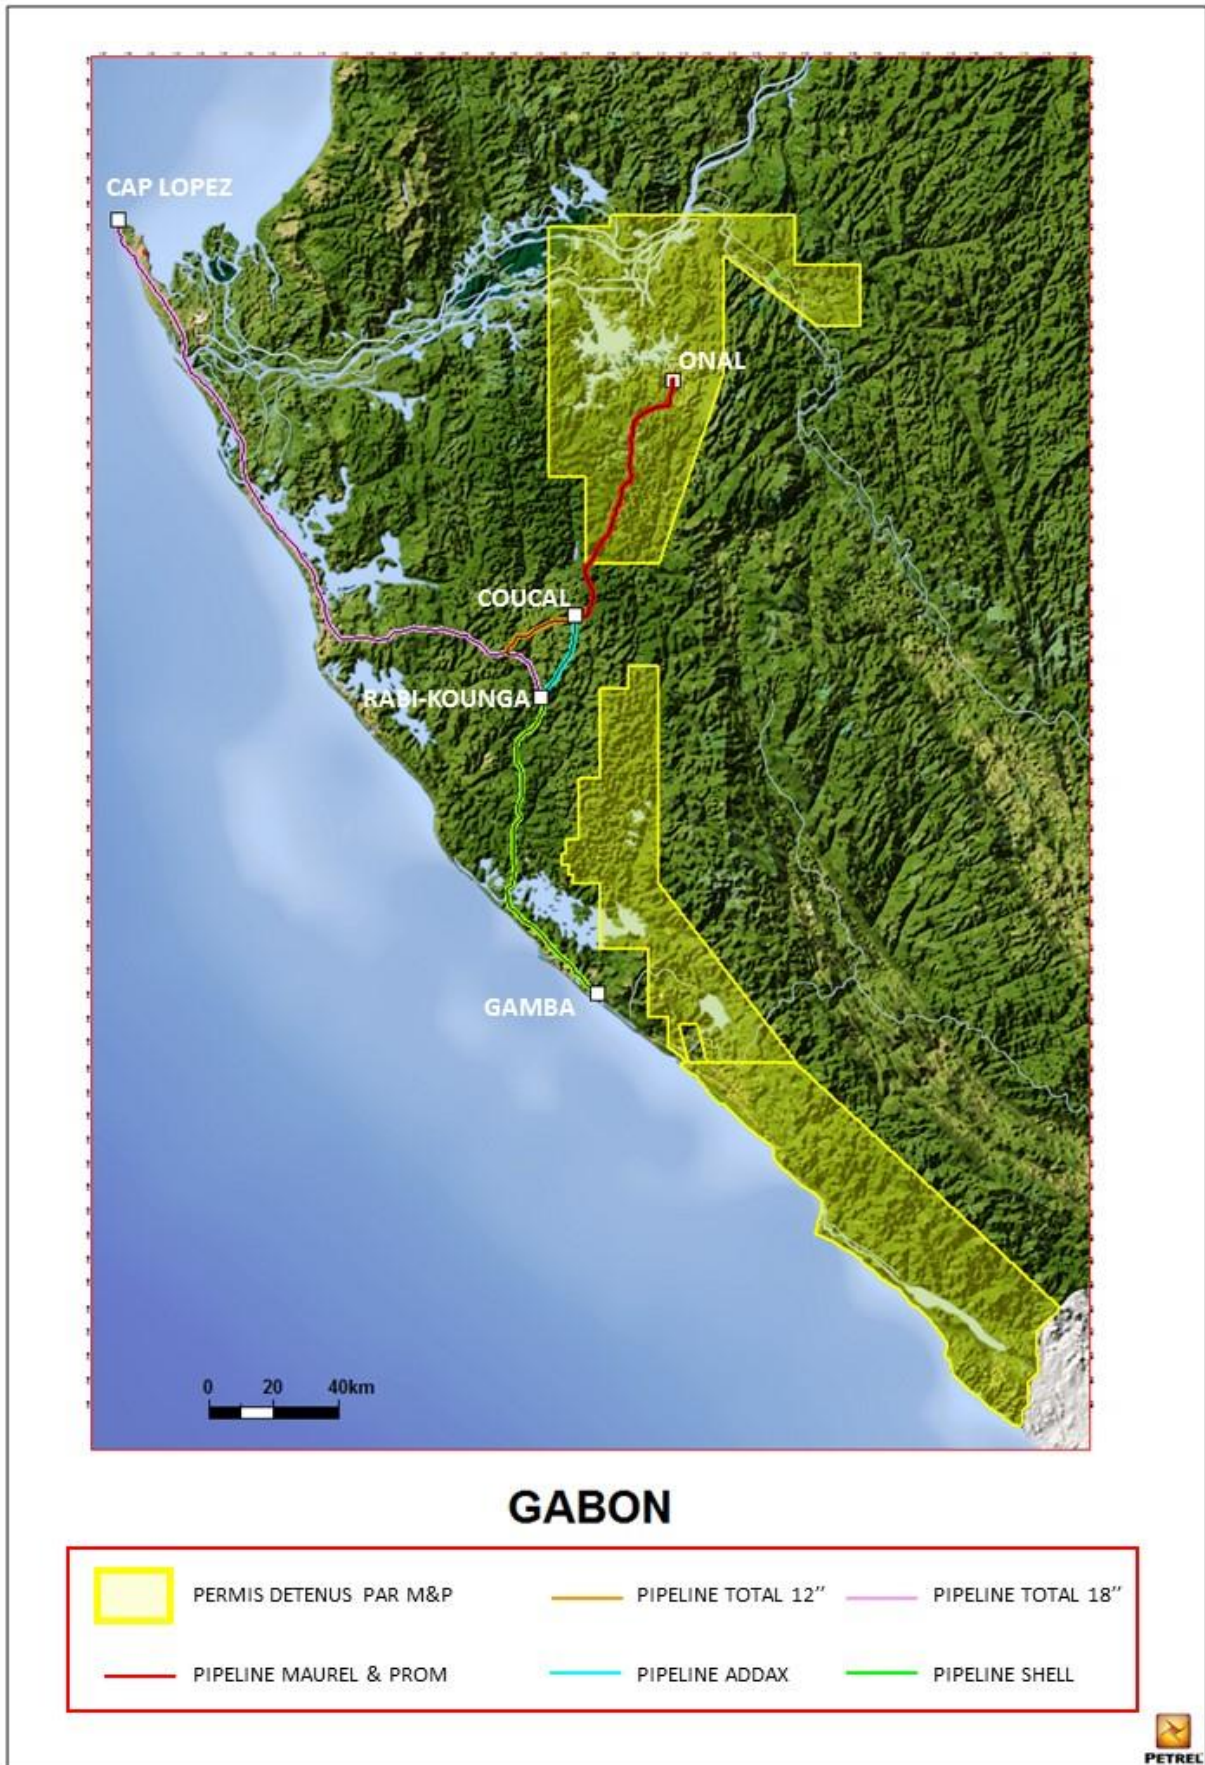 CAP LOPEZ
ONAL
COUCAL
RABI-KOUNGA
GAMBA
0 20 40km
GABON
PERMIS DETENUS PAR M&P
PIPELINE TOTAL 12’’
PIPELINE TOTAL 18’’
PIPELINE MAUREL & PROM
PIPELINE ADDAX
PIPELINE SHELL
PETREL